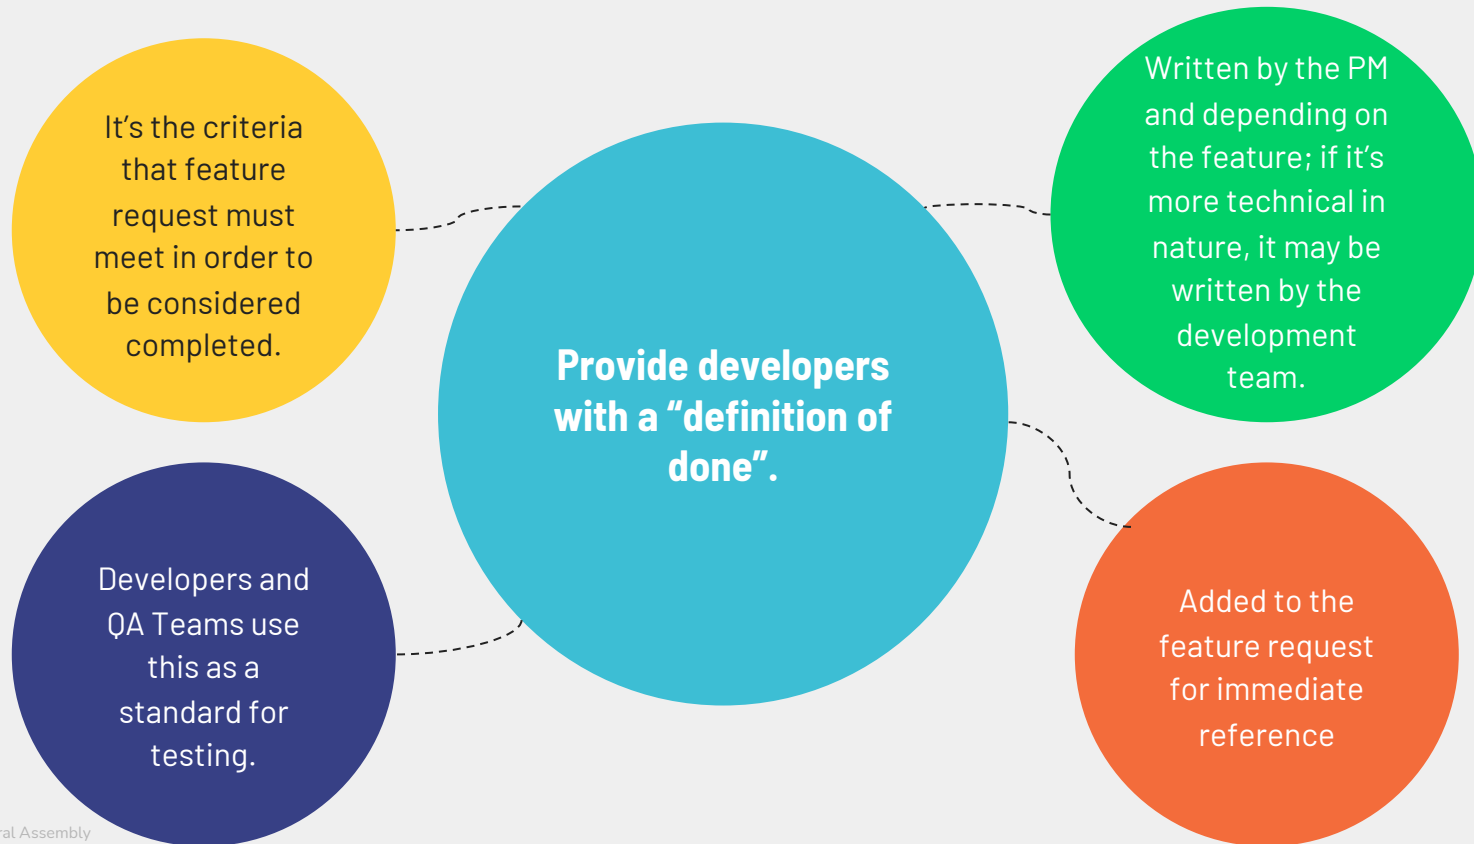 It's the criteria
that feature
request must
meet in order to
be considered
completed.
Written by the PM
and depending on
the feature; if it's
more technical in
nature, it may be
written by the
development
team.
Provide developers
with a “definition of
done”.
Developers and
QA Teams use
this as a
standard for
testing.
Added to the
feature request
for immediate
reference
ral Assembly